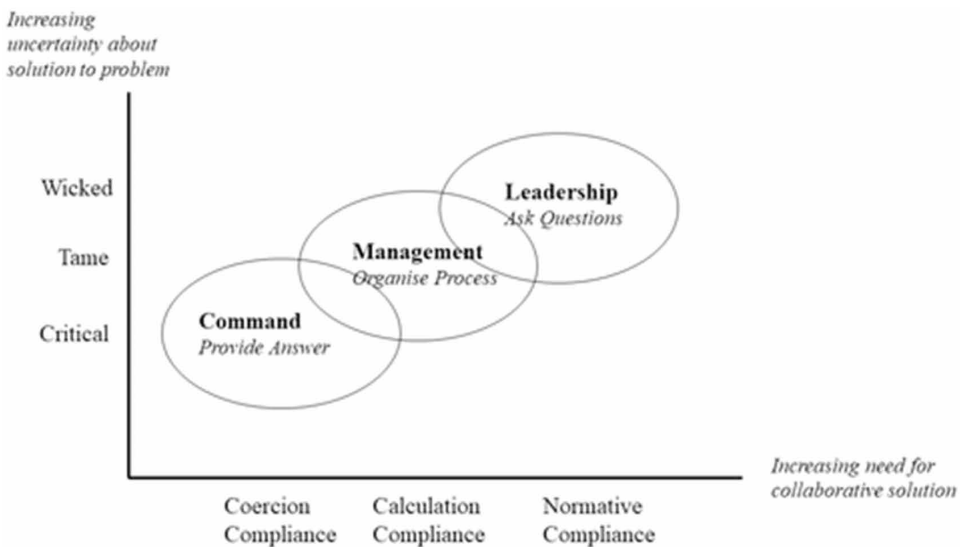 Increasing
uncertainty about
solution to problem
Wicked
Leadership
Ask Questions
Tame
Management
Organise Process
Critical
Command
Provide Answer
Increasing need for
collaborative solution
Coercion
Compliance
Calculation
Compliance
Normative
Compliance